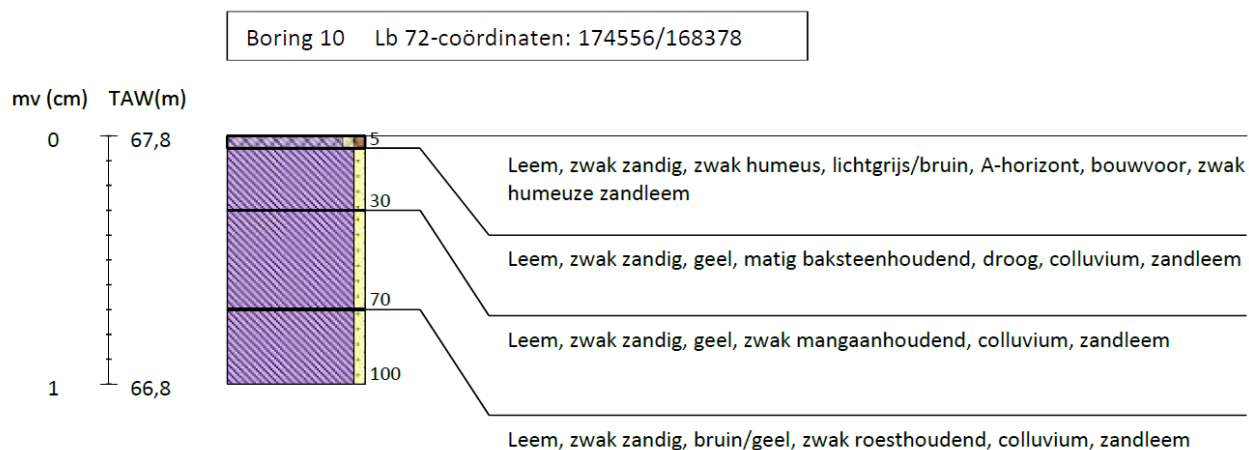 Boring 10 Lb 72-coördinaten: 174556/168378
mv (cm) TAW(m)
0 67,8
5
Leem, zwak zandig, zwak humeus, lichtgrijs/bruin, A-horizont, bouwvoor, zwak
humeuze zandleem
30
Leem, zwak zandig, geel, matig baksteenhoudend, droog, colluvium, zandleem
70
Leem, zwak zandig, geel, zwak mangaanhoudend, colluvium, zandleem
100
1 66,8
Leem, zwak zandig, bruin/geel, zwak roesthoudend, colluvium, zandleem